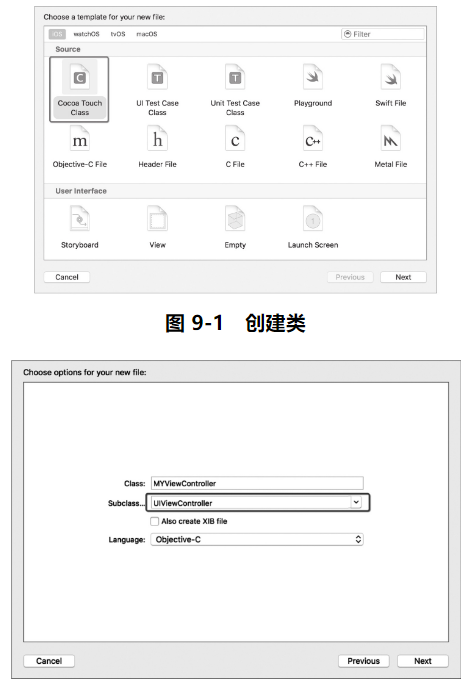 Choose a template for your new file:
iOS watchOS tvOS macOS Filter
Source
C T T
Cocoa Touch Class
UI Test Case Class
Unit Test Case Class
Playground
Swift File
m h c C++
Objective-C File
Header File
C File
C++ File
Metal File
User Interface
1
Storyboard
View
Empty
Launch Screen
Cancel Previous Next
图 9-1 创建类
Choose options for your new file:
Class: MYViewController
Subclass... UIViewController
Also create XIB file
Language: Objective-C
Cancel Previous Next